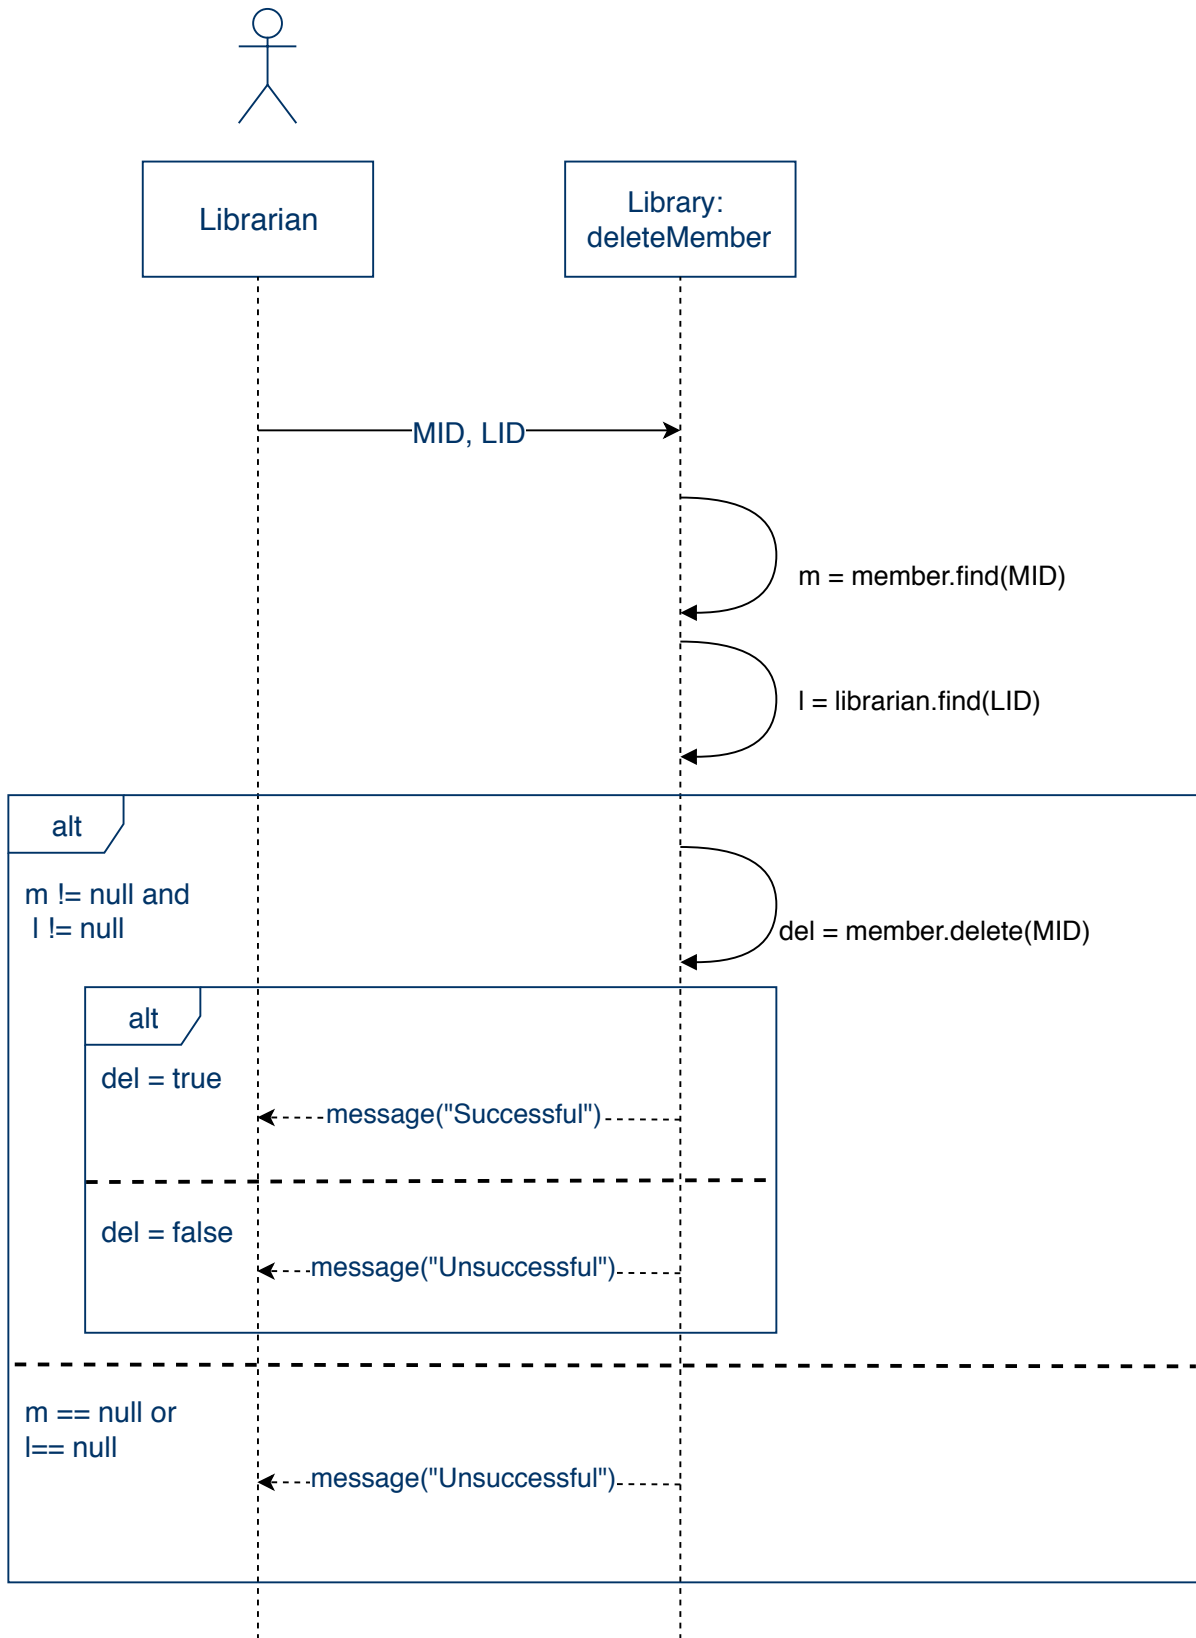 Librarian
Library:
deleteMember
MID, LID
m = member.find(MID)
l = librarian.find(LID)
alt
m != null and
l != null
del = member.delete(MID)
alt
del = true
message("Successful")
del = false
message("Unsuccessful")
m == null or
l== null
message("Unsuccessful")